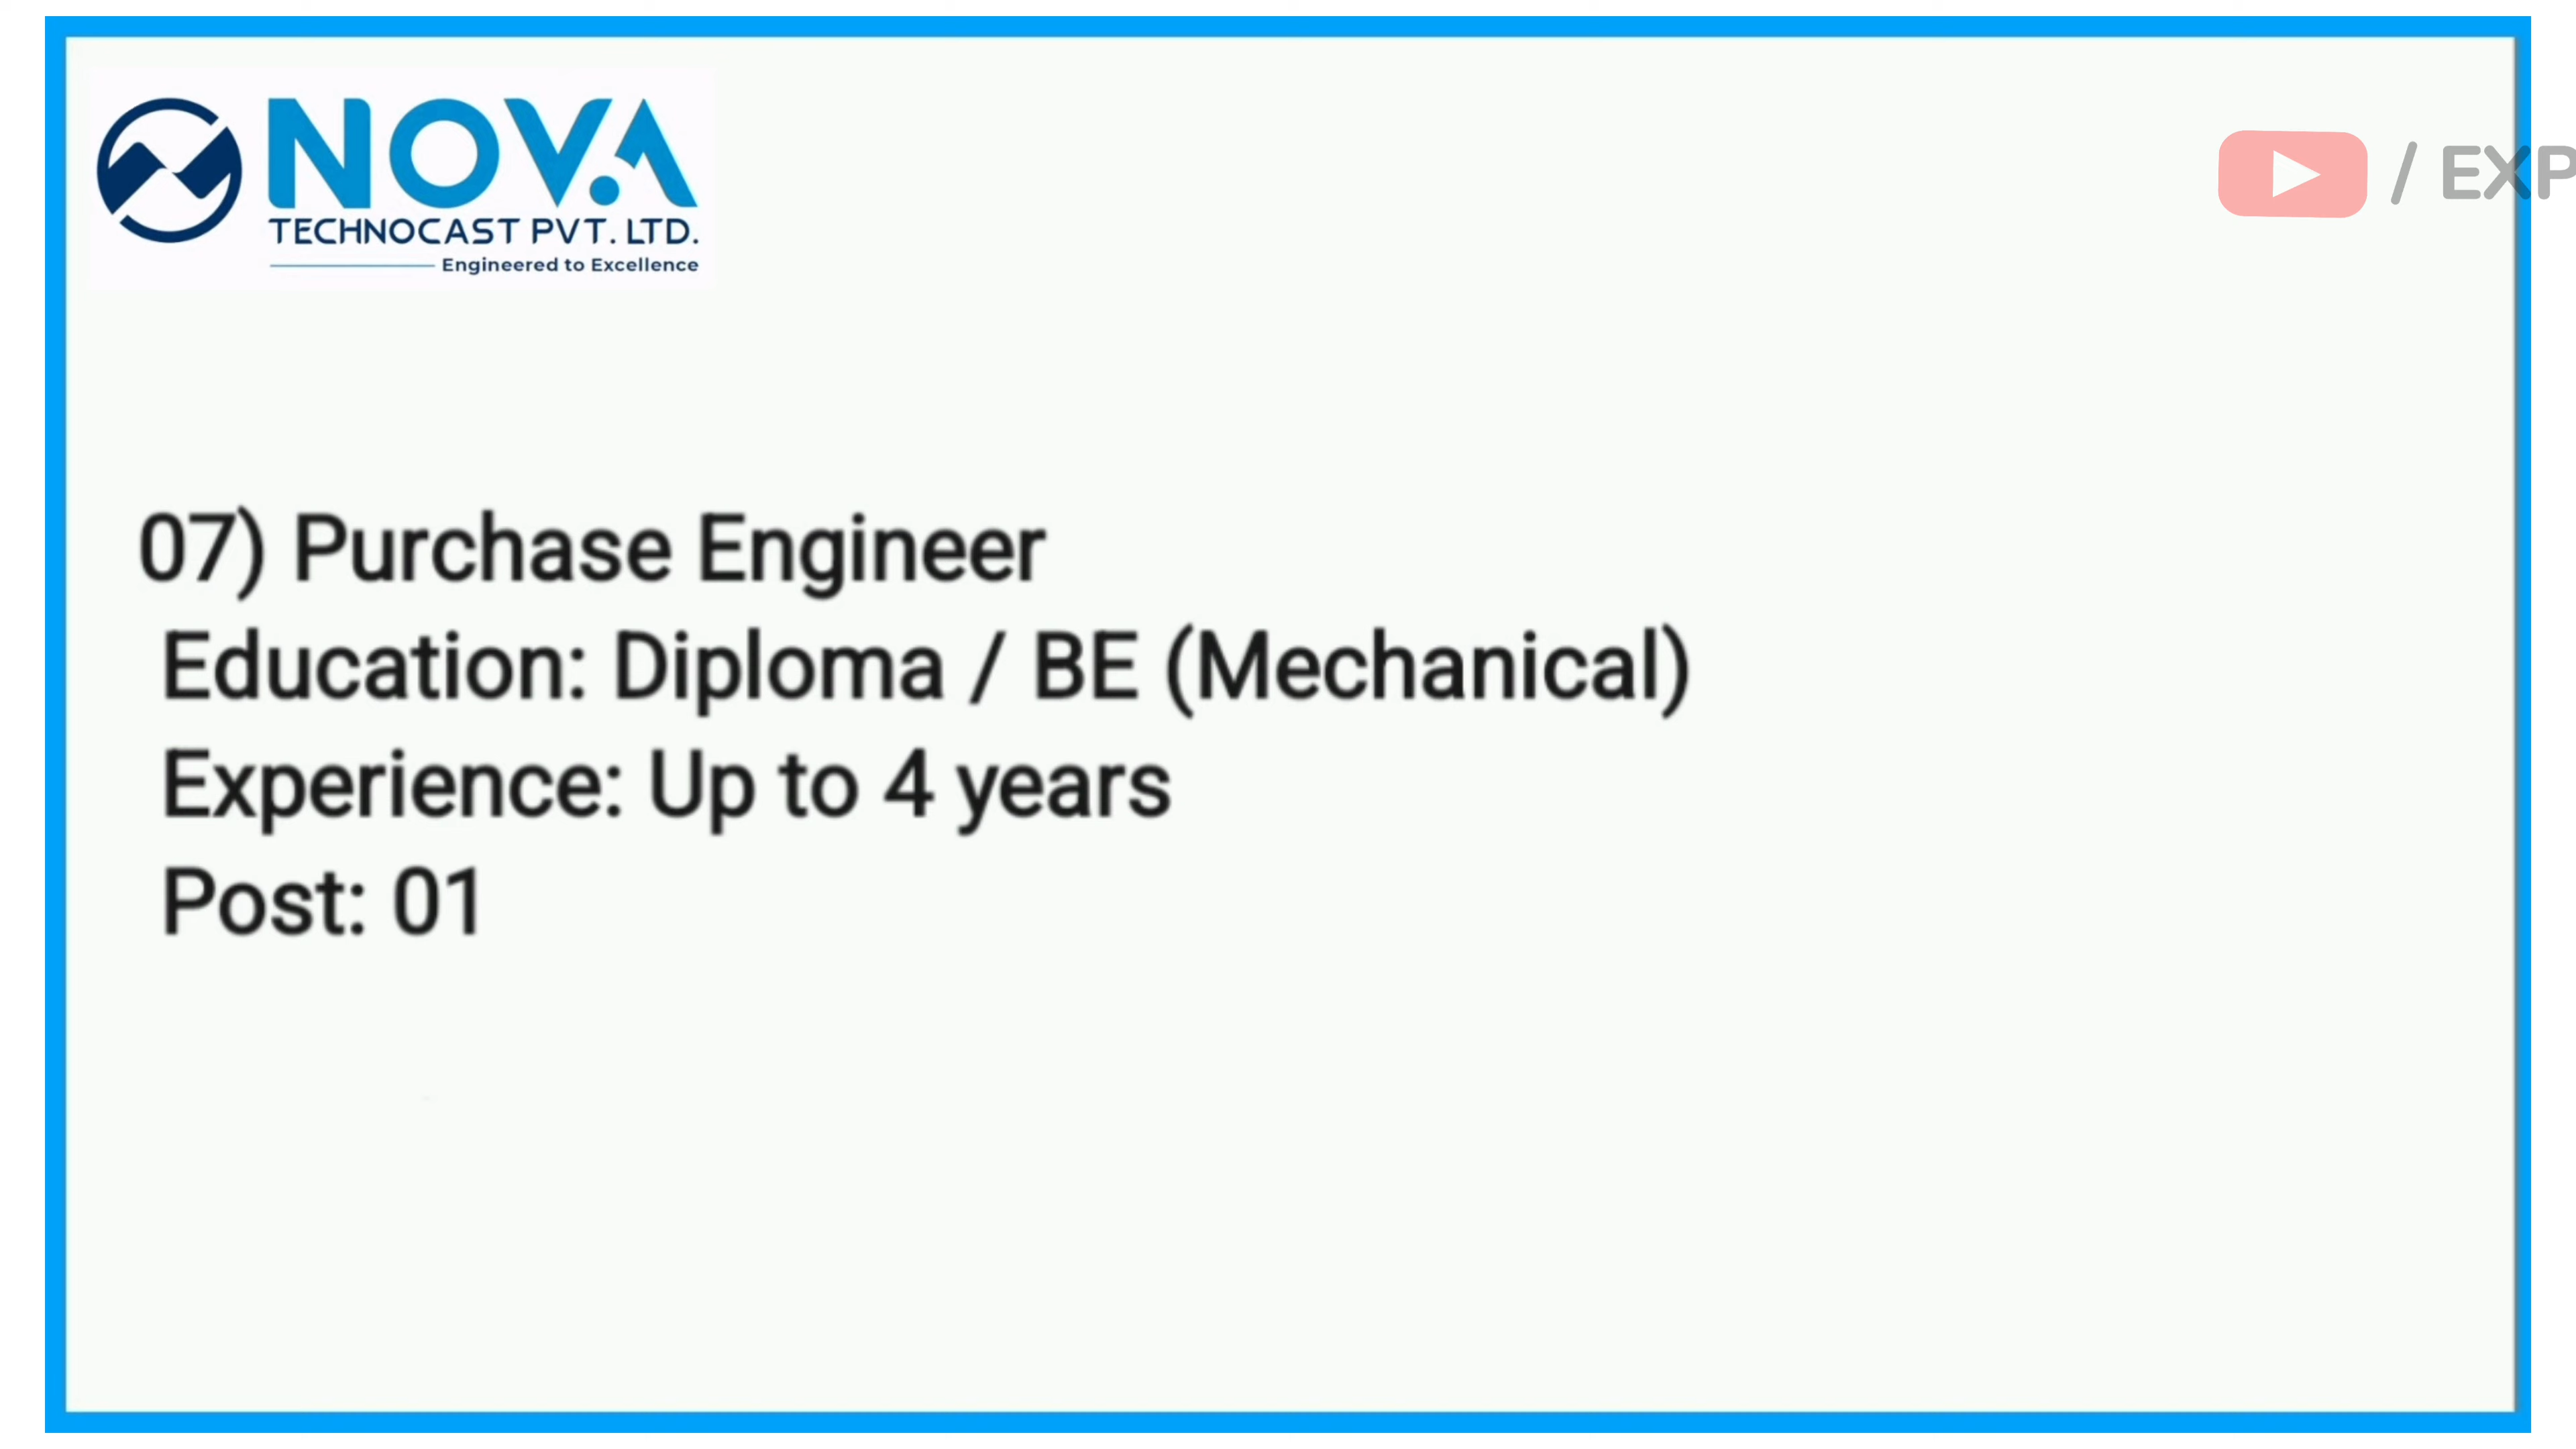 NOVA
TECHNOCAST PVT. LTD.
Engineered to Excellence
/ EXP
07) Purchase Engineer
Education: Diploma / BE (Mechanical)
Experience: Up to 4 years
Post: 01